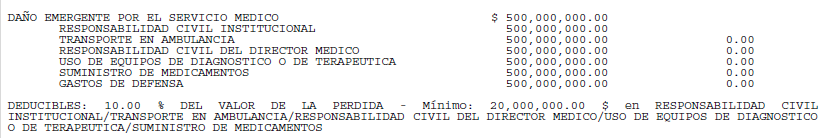 DAÑO EMERGENTE POR EL SERVICIO MEDICO $ 500,000,000.00
RESPONSABILIDAD CIVIL INSTITUCIONAL 500,000,000.00
TRANSPORTE EN AMBULANCIA 500,000,000.00 0.00
RESPONSABILIDAD CIVIL DEL DIRECTOR MEDICO 500,000,000.00 0.00
USO DE EQUIPOS DE DIAGNOSTICO O DE TERAPEUTICA 500,000,000.00 0.00
SUMINISTRO DE MEDICAMENTOS 500,000,000.00 0.00
GASTOS DE DEFENSA 500,000,000.00 0.00
DEDUCIBLES: 10.00 % DEL VALOR DE LA PERDIDA - Mínimo: 20,000,000.00 $ en RESPONSABILIDAD CIVIL
INSTITUCIONAL/TRANSPORTE EN AMBULANCIA/RESPONSABILIDAD CIVIL DEL DIRECTOR MEDICO/USO DE EQUIPOS DE DIAGNOSTICO
O DE TERAPEUTICA/SUMINISTRO DE MEDICAMENTOS